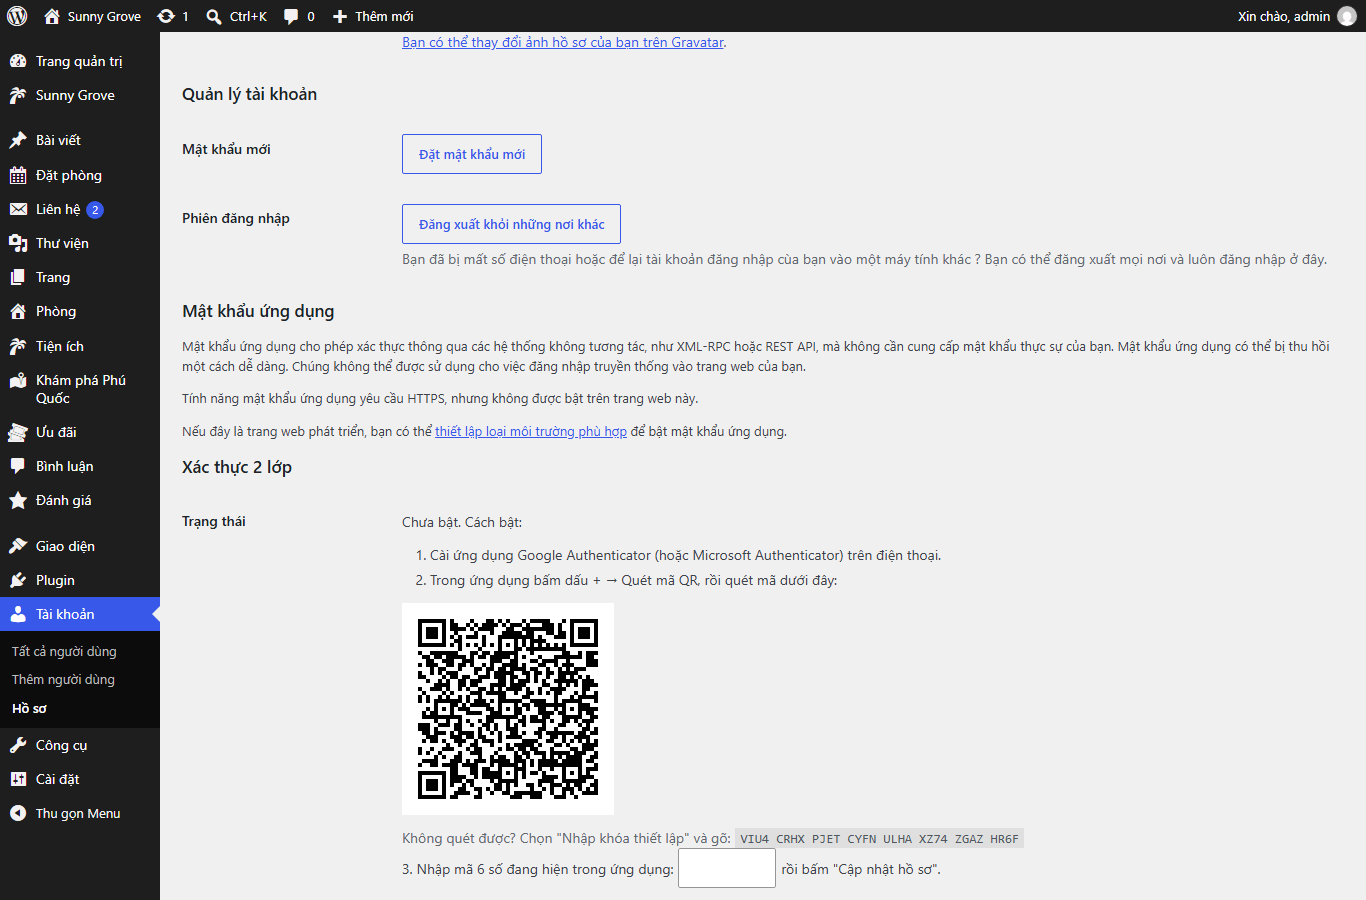 Sunny Grove 1 Ctrl+K 0 Thêm mới Xin chào, admin
Trang quản trị
Sunny Grove
Bài viết
Đặt phòng
Liên hệ 2
Thư viện
Trang
Phòng
Tiện ích
Khám phá Phú
Quốc
Ưu đãi
Bình luận
Đánh giá
Giao diện
Plugin
Tài khoản
Tất cả người dùng
Thêm người dùng
Hồ sơ
Công cụ
Cài đặt
Thu gọn Menu
Bạn có thể thay đổi ảnh hồ sơ của bạn trên Gravatar.
Quản lý tài khoản
Mật khẩu mới
Đặt mật khẩu mới
Phiên đăng nhập
Đăng xuất khỏi những nơi khác
Bạn đã bị mất số điện thoại hoặc để lại tài khoản đăng nhập của bạn vào một máy tính khác ? Bạn có thể đăng xuất mọi nơi và luôn đăng nhập ở đây.
Mật khẩu ứng dụng
Mật khẩu ứng dụng cho phép xác thực thông qua các hệ thống không tương tác, như XML-RPC hoặc REST API, mà không cần cung cấp mật khẩu thực sự của bạn. Mật khẩu ứng dụng có thể bị thu hồi
một cách dễ dàng. Chúng không thể được sử dụng cho việc đăng nhập truyền thống vào trang web của bạn.
Tính năng mật khẩu ứng dụng yêu cầu HTTPS, nhưng không được bật trên trang web này.
Nếu đây là trang web phát triển, bạn có thể thiết lập loại môi trường phù hợp để bật mật khẩu ứng dụng.
Xác thực 2 lớp
Trạng thái
Chưa bật. Cách bật:
1. Cài ứng dụng Google Authenticator (hoặc Microsoft Authenticator) trên điện thoại.
2. Trong ứng dụng bấm dấu + → Quét mã QR, rồi quét mã dưới đây:
Không quét được? Chọn "Nhập khóa thiết lập" và gõ: VIU4 CRHX PJET CYFN ULHA XZ74 ZGAZ HR6F
3. Nhập mã 6 số đang hiện trong ứng dụng: rồi bấm "Cập nhật hồ sơ".